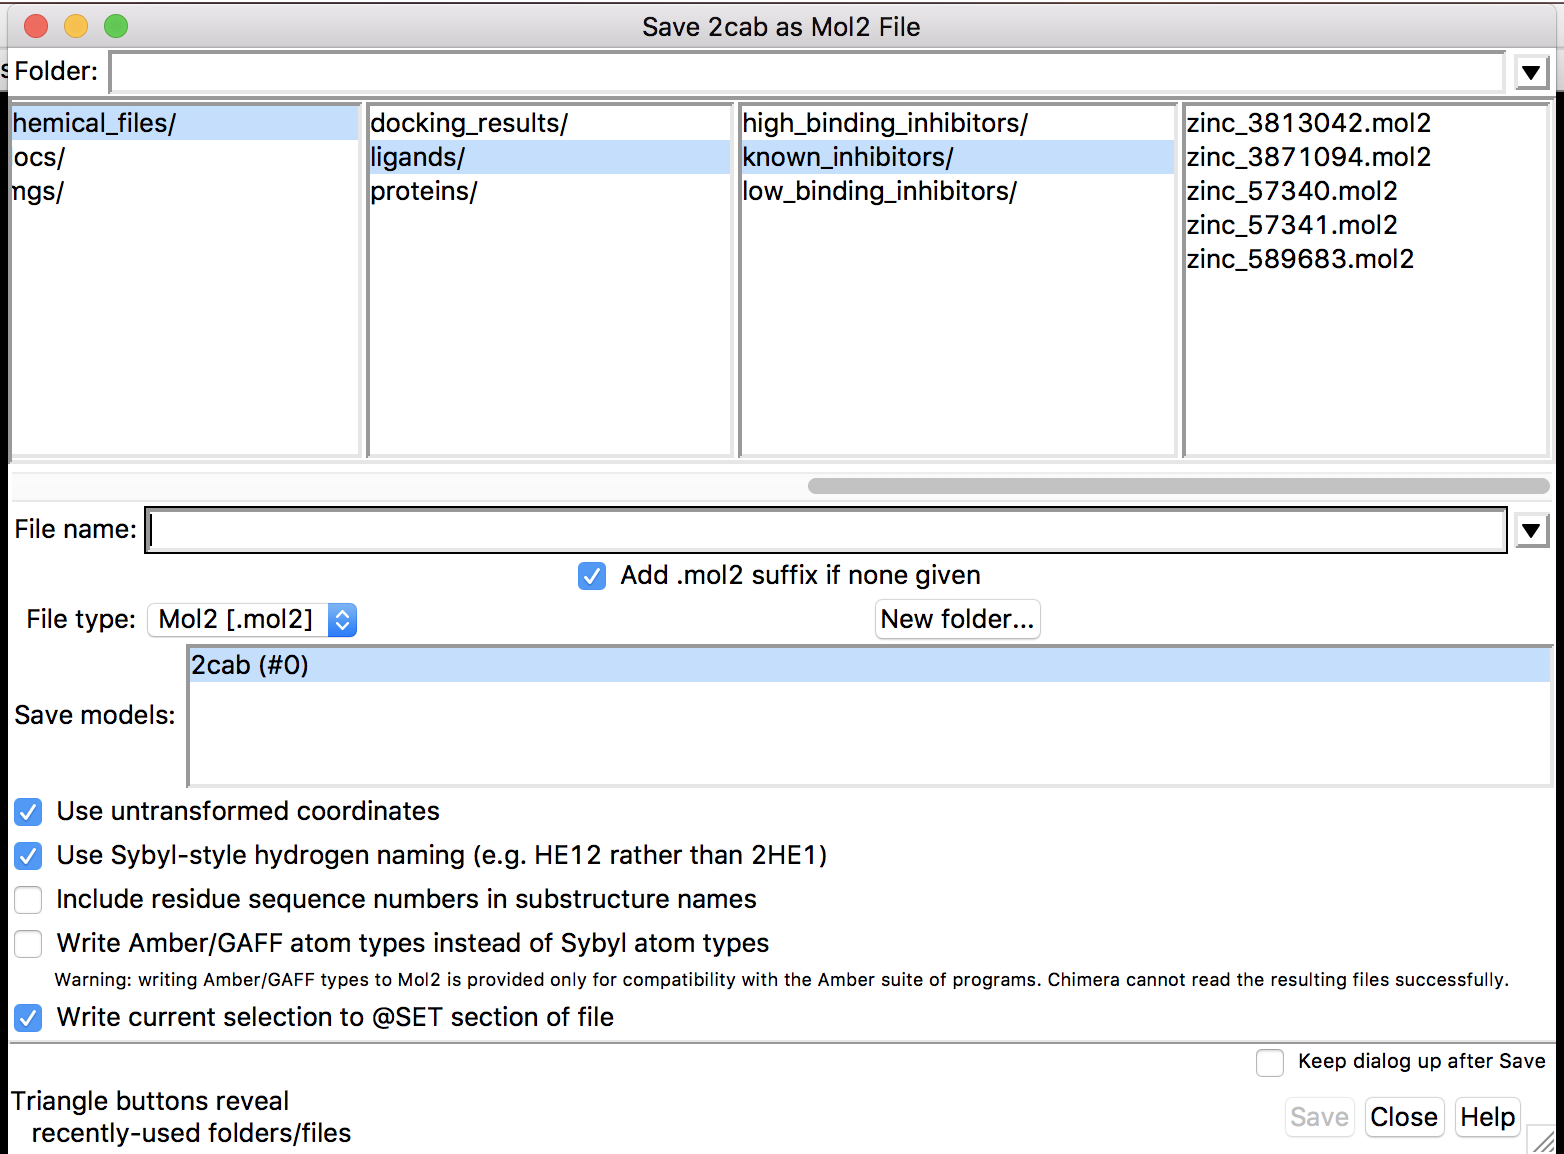 Save 2cab as Mol2 File
Folder:
hemical_files/
ocs/
mgs/
docking_results/
ligands/
proteins/
high_binding_inhibitors/
known_inhibitors/
low_binding_inhibitors/
zinc_3813042.mol2
zinc_3871094.mol2
zinc_57340.mol2
zinc_57341.mol2
zinc_589683.mol2
File name:
Add .mol2 suffix if none given
File type: Mol2 [.mol2] New folder...
Save models: 2cab (#0)
Use untransformed coordinates
Use Sybyl-style hydrogen naming (e.g. HE12 rather than 2HE1)
Include residue sequence numbers in substructure names
Write Amber/GAFF atom types instead of Sybyl atom types
Warning: writing Amber/GAFF types to Mol2 is provided only for compatibility with the Amber suite of programs. Chimera cannot read the resulting files successfully.
Write current selection to @SET section of file
Keep dialog up after Save
Triangle buttons reveal
recently-used folders/files
Save Close Help